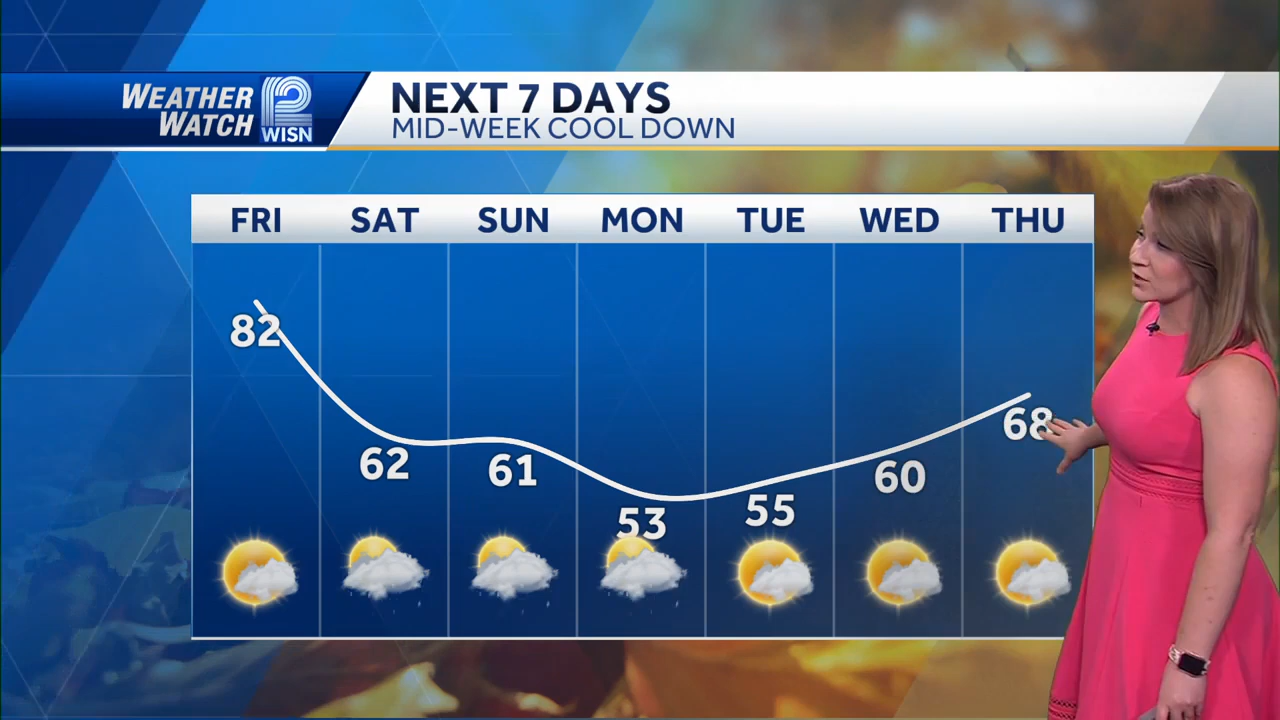 WEATHER
WATCH
12
WISN
NEXT 7 DAYS
MID-WEEK COOL DOWN
FRI SAT SUN MON TUE WED THU
82 62 61 53 55 60 68